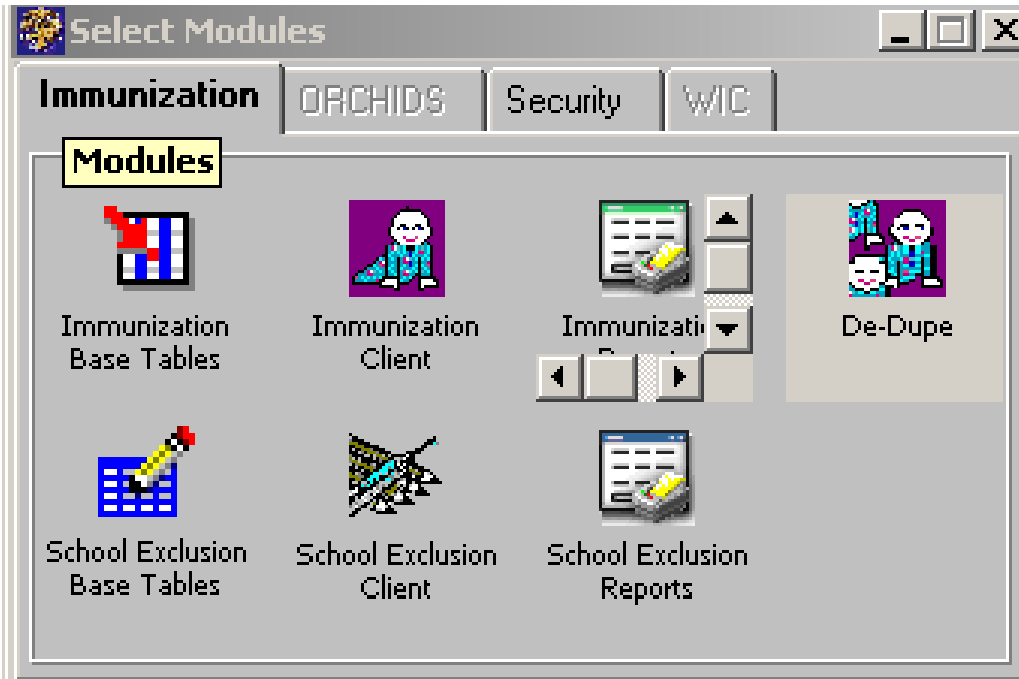 Select Modules
Immunization ORCHIDS Security WIC
Modules
Immunization
Base Tables
Immunization
Client
De-Dupe
School Exclusion
Base Tables
School Exclusion
Client
School Exclusion
Reports